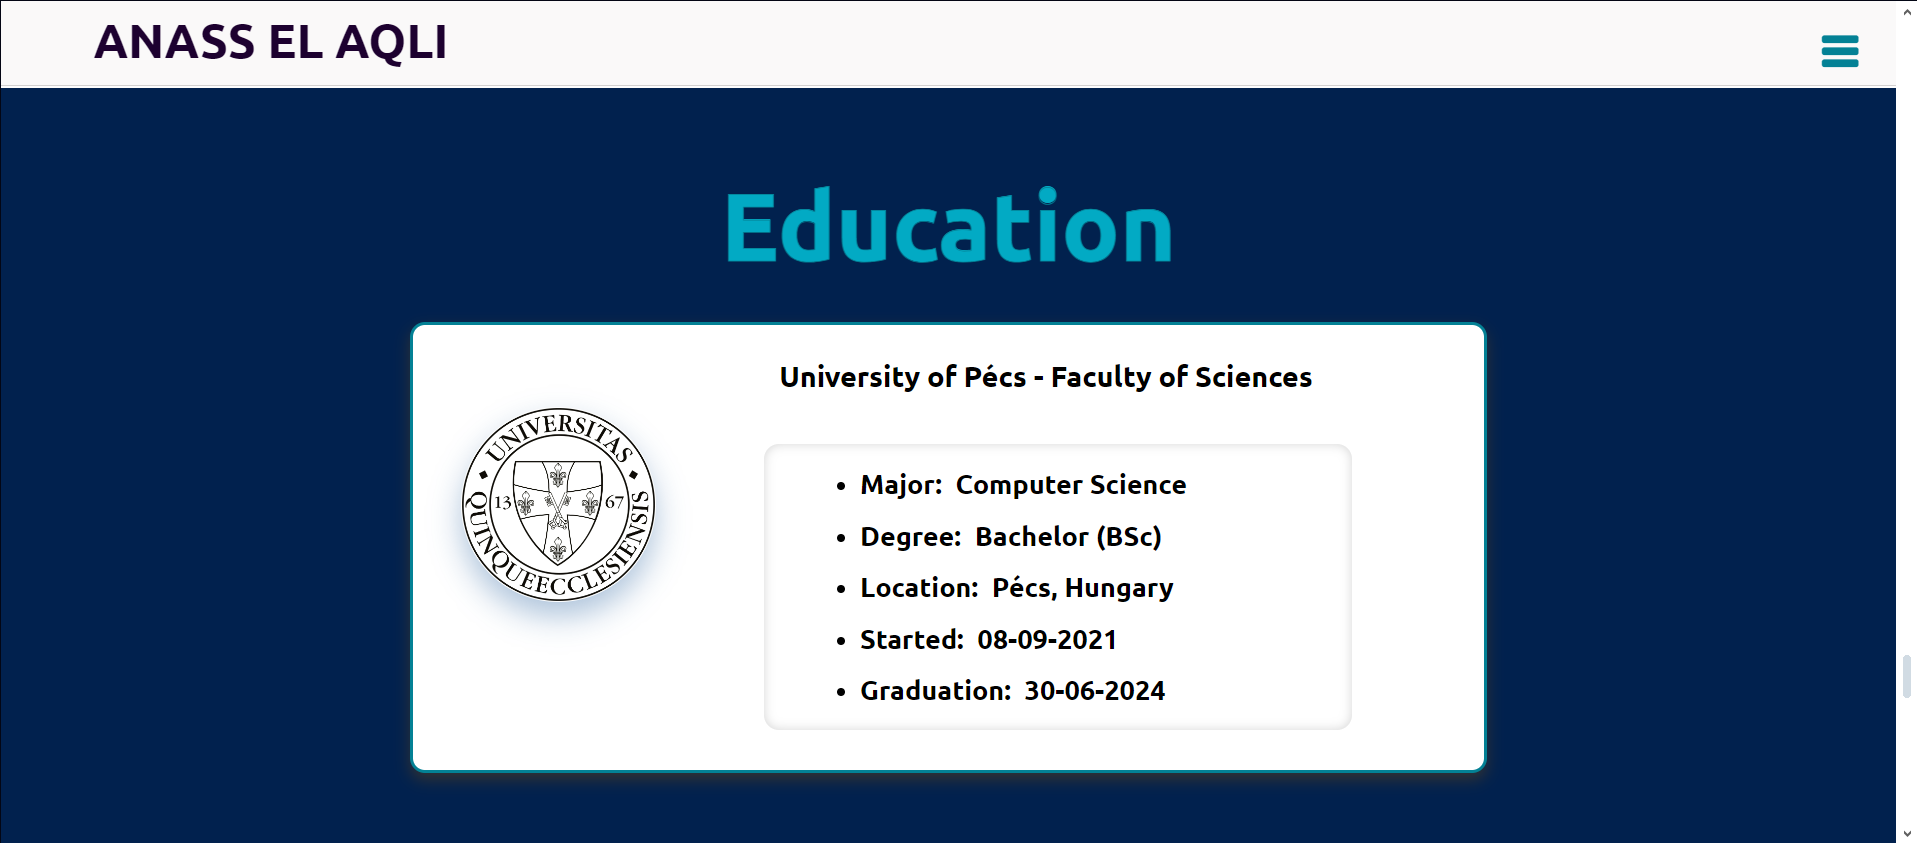 ANASS EL AQLI
Education
University of Pécs - Faculty of Sciences
UNIVERSITAS
13 67
QUINQUEECCLESIENSIS
• Major: Computer Science
• Degree: Bachelor (BSc)
• Location: Pécs, Hungary
• Started: 08-09-2021
• Graduation: 30-06-2024